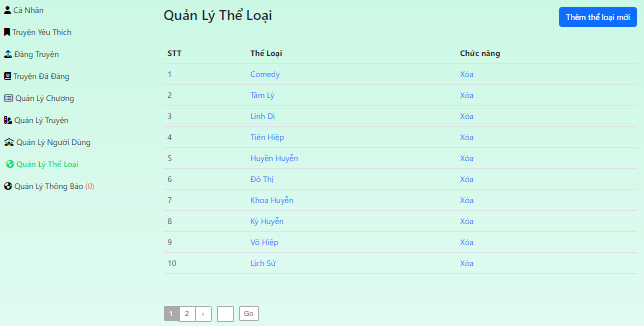 Cá Nhân
Truyện Yêu Thích
Đăng Truyện
Truyện Đã Đăng
Quản Lý Chương
Quản Lý Truyện
Quản Lý Người Dùng
Quản Lý Thể Loại
Quản Lý Thông Báo (0)
Quản Lý Thể Loại
Thêm thể loại mới
STT Thể Loại Chức năng
1 Comedy Xóa
2 Tâm Lý Xóa
3 Linh Dị Xóa
4 Tiên Hiệp Xóa
5 Huyền Huyễn Xóa
6 Đô Thị Xóa
7 Khoa Huyễn Xóa
8 Kỳ Huyễn Xóa
9 Võ Hiệp Xóa
10 Lịch Sử Xóa
1 2 › Go